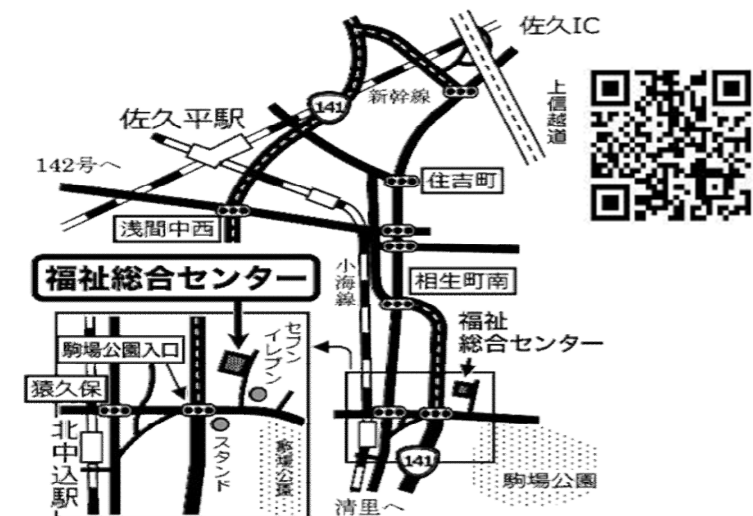 佐久IC
141
新幹線
上信越道
佐久平駅
142号へ
住吉町
浅間中西
小海線
相生町南
福祉総合センター
福祉
総合センター
駒場公園入口
セブン
イレブン
猿久保
北中込駅
スタンド
駒場公園
141
駒場公園
清里へ